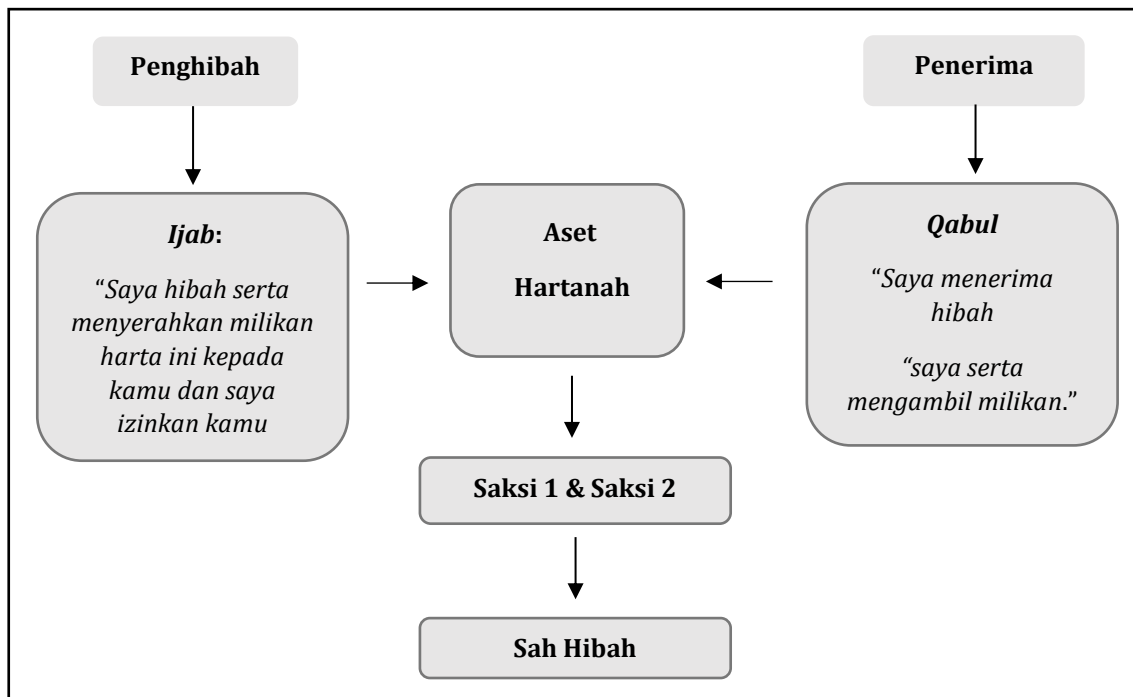 Penghibah
Penerima
Ijab:
“Saya hibah serta
menyerahkan milikan
harta ini kepada
kamu dan saya
izinkan kamu
Aset
Hartanah
Qabul
“Saya menerima
hibah
“saya serta
mengambil milikan.”
Saksi 1 & Saksi 2
Sah Hibah